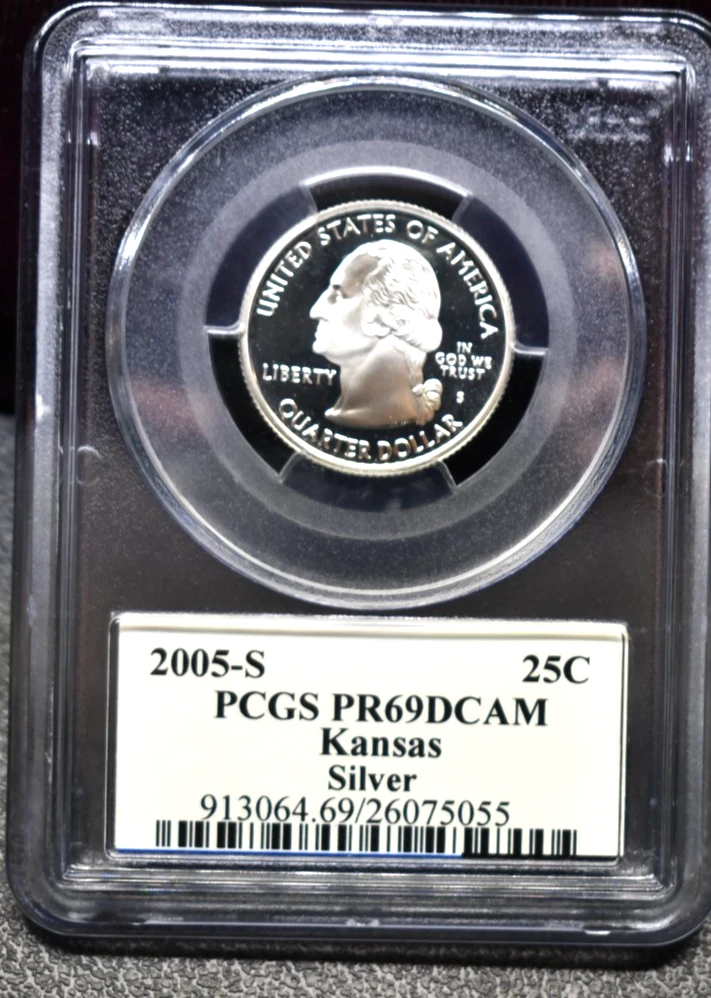 UNITED STATES OF AMERICA
LIBERTY
IN
GOD WE
TRUST
S
QUARTER DOLLAR
2005-S 25C
PCGS PR69DCAM
Kansas
Silver
913064.69/26075055